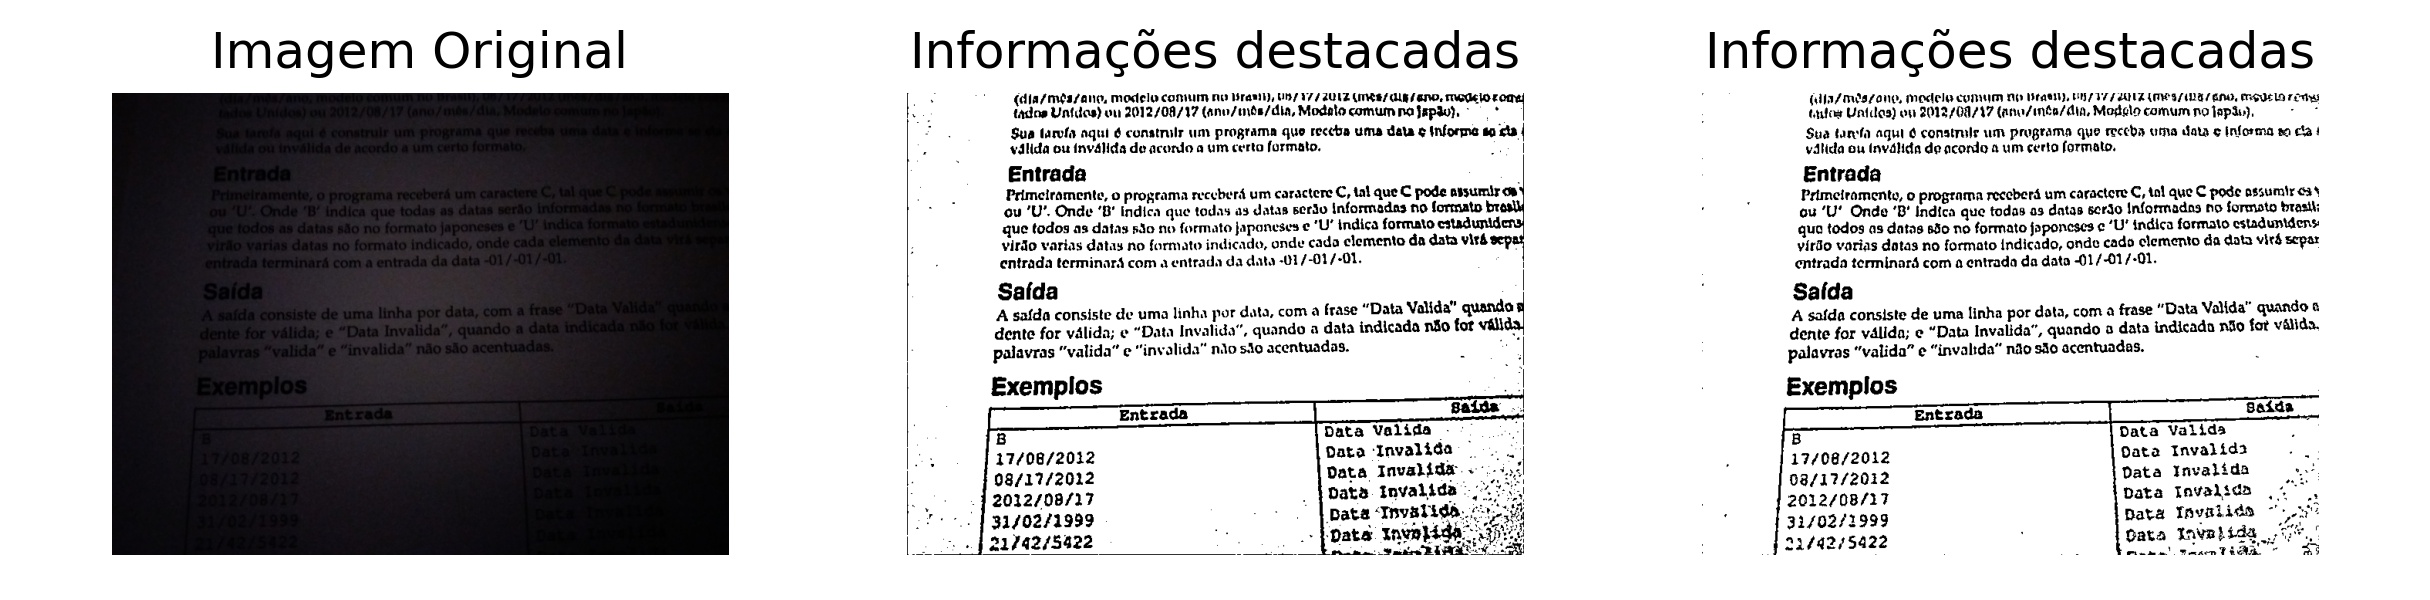 Imagem Original
(dia/mês/ano, modelo comum no Brasil), 08/17/2012
tados Unidos) ou 2012/08/17 (ano/mês/dia, Modelo comum no Japão).
Sua tarefa aqui é construir um programa que receba uma data e informe se ela
válida ou inválida de acordo a um certo formato.
Entrada
Primeiramente, o programa receberá um caractere C, tal que C pode assumir os
ou 'U'. Onde 'B' indica que todas as datas serão informadas no formato
que todos as datas são no formato japoneses e 'U' indica formato
virão varias datas no formato indicado, onde cada elemento da data virá
entrada terminará com a entrada da data -01/-01/-01.
Saída
A saída consiste de uma linha por data, com a frase "Data Valida" quando
dente for válida; e "Data Invalida", quando a data indicada não for válida.
palavras "valida" e "invalida" não são acentuadas.
Exemplos
Entrada Saída
B Data Valida
17/08/2012 Data Invalida
08/17/2012 Data Invalida
2012/08/17 Data Invalida
31/02/1999 Data Invalida
21/42/5422
Informações destacadas
(dia/mês/ano, modelo comum no Brasil), 08/17/2012 (mês/dia/ano, modelo
tados Unidos) ou 2012/08/17 (ano/mês/dia, Modelo comum no Japão).
Sua tarefa aqui é construir um programa que receba uma data e informe se ela
válida ou inválida de acordo a um certo formato.
Entrada
Primeiramente, o programa receberá um caractere C, tal que C pode assumir os
ou 'U'. Onde 'B' indica que todas as datas serão informadas no formato brasil
que todos as datas são no formato japoneses e 'U' indica formato estadunidens
virão varias datas no formato indicado, onde cada elemento da data virá separ
entrada terminará com a entrada da data -01/-01/-01.
Saída
A saída consiste de uma linha por data, com a frase "Data Valida" quando a
dente for válida; e "Data Invalida", quando a data indicada não for válida.
palavras "valida" e "invalida" não são acentuadas.
Exemplos
Entrada Saída
B Data Valida
17/08/2012 Data Invalida
08/17/2012 Data Invalida
2012/08/17 Data Invalida
31/02/1999 Data Invalida
21/42/5422 Data Invalida
Informações destacadas
(dia/mês/ano, modelo comum no Brasil), 08/17/2012 (mês/dia/ano, modelo
tados Unidos) ou 2012/08/17 (ano/mês/dia, Modelo comum no Japão).
Sua tarefa aqui é construir um programa que receba uma data e informa se ela
válida ou inválida de acordo a um certo formato.
Entrada
Primeiramente, o programa receberá um caractere C, tal que C pode assumir os
ou 'U' Onde 'B' indica que todas as datas serão informadas no formato brasil
que todos as datas são no formato japoneses e 'U' indica formato estadunidens
virão varias datas no formato indicado, onde cada elemento da data virá separ
entrada terminará com a entrada da data -01/-01/-01.
Saída
A saída consiste de uma linha por data, com a frase "Data Valida" quando a
dente for válida; e "Data Invalida", quando a data indicada não for válida.
palavras "valida" e "invalida" não são acentuadas.
Exemplos
Entrada Saída
B Data Valida
17/08/2012 Data Invalida
08/17/2012 Data Invalida
2012/08/17 Data Invalida
31/02/1999 Data Invalida
21/42/5422 Data Invalida